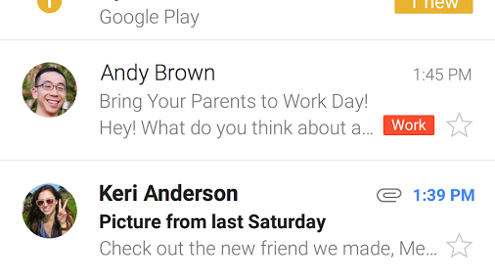 1 new
Google Play
Andy Brown
1:45 PM
Bring Your Parents to Work Day!
Hey! What do you think about a...
Work
Keri Anderson
1:39 PM
Picture from last Saturday
Check out the new friend we made, Me...